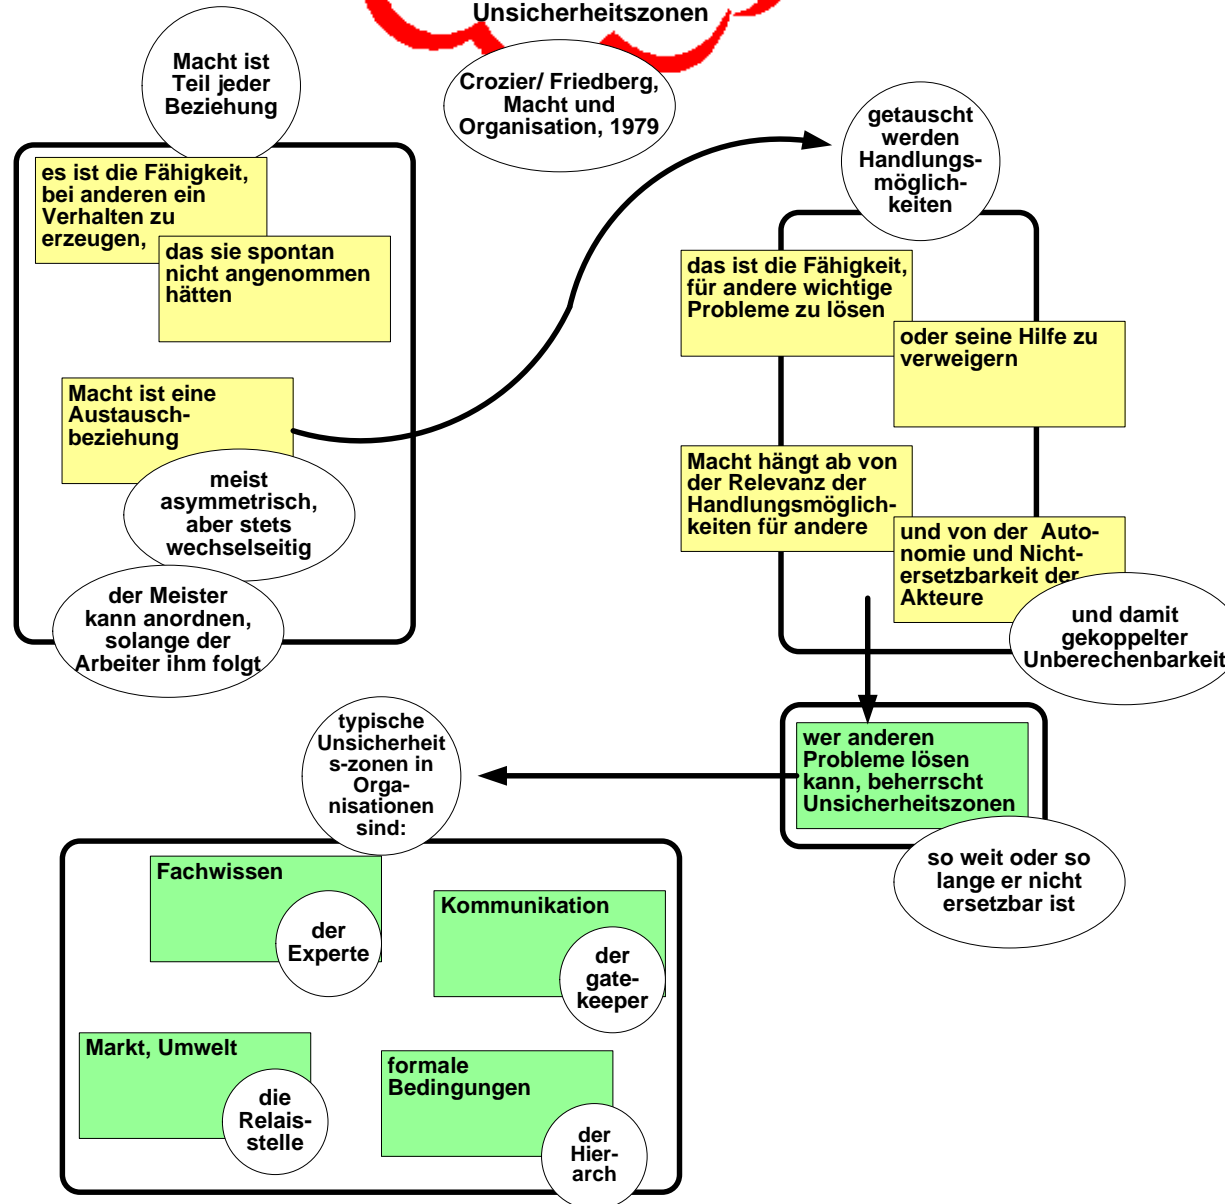 Unsicherheitszonen
Crozier/ Friedberg,
Macht und
Organisation, 1979
Macht ist
Teil jeder
Beziehung
es ist die Fähigkeit,
bei anderen ein
Verhalten zu
erzeugen,
das sie spontan
nicht angenommen
hätten
Macht ist eine
Austausch-
beziehung
meist
asymmetrisch,
aber stets
wechselseitig
der Meister
kann anordnen,
solange der
Arbeiter ihm folgt
getauscht
werden
Handlungs-
möglich-
keiten
das ist die Fähigkeit,
für andere wichtige
Probleme zu lösen
oder seine Hilfe zu
verweigern
Macht hängt ab von
der Relevanz der
Handlungsmöglich-
keiten für andere
und von der  Auto-
nomie und Nicht-
ersetzbarkeit der
Akteure
und damit
gekoppelter
Unberechenbarkeit
wer anderen
Probleme lösen
kann, beherrscht
Unsicherheitszonen
so weit oder so
lange er nicht
ersetzbar ist
typische
Unsicherheit
s-zonen in
Orga-
nisationen
sind:
Fachwissen
der
Experte
Kommunikation
der
gate-
keeper
Markt, Umwelt
die
Relais-
stelle
formale
Bedingungen
der
Hier-
arch